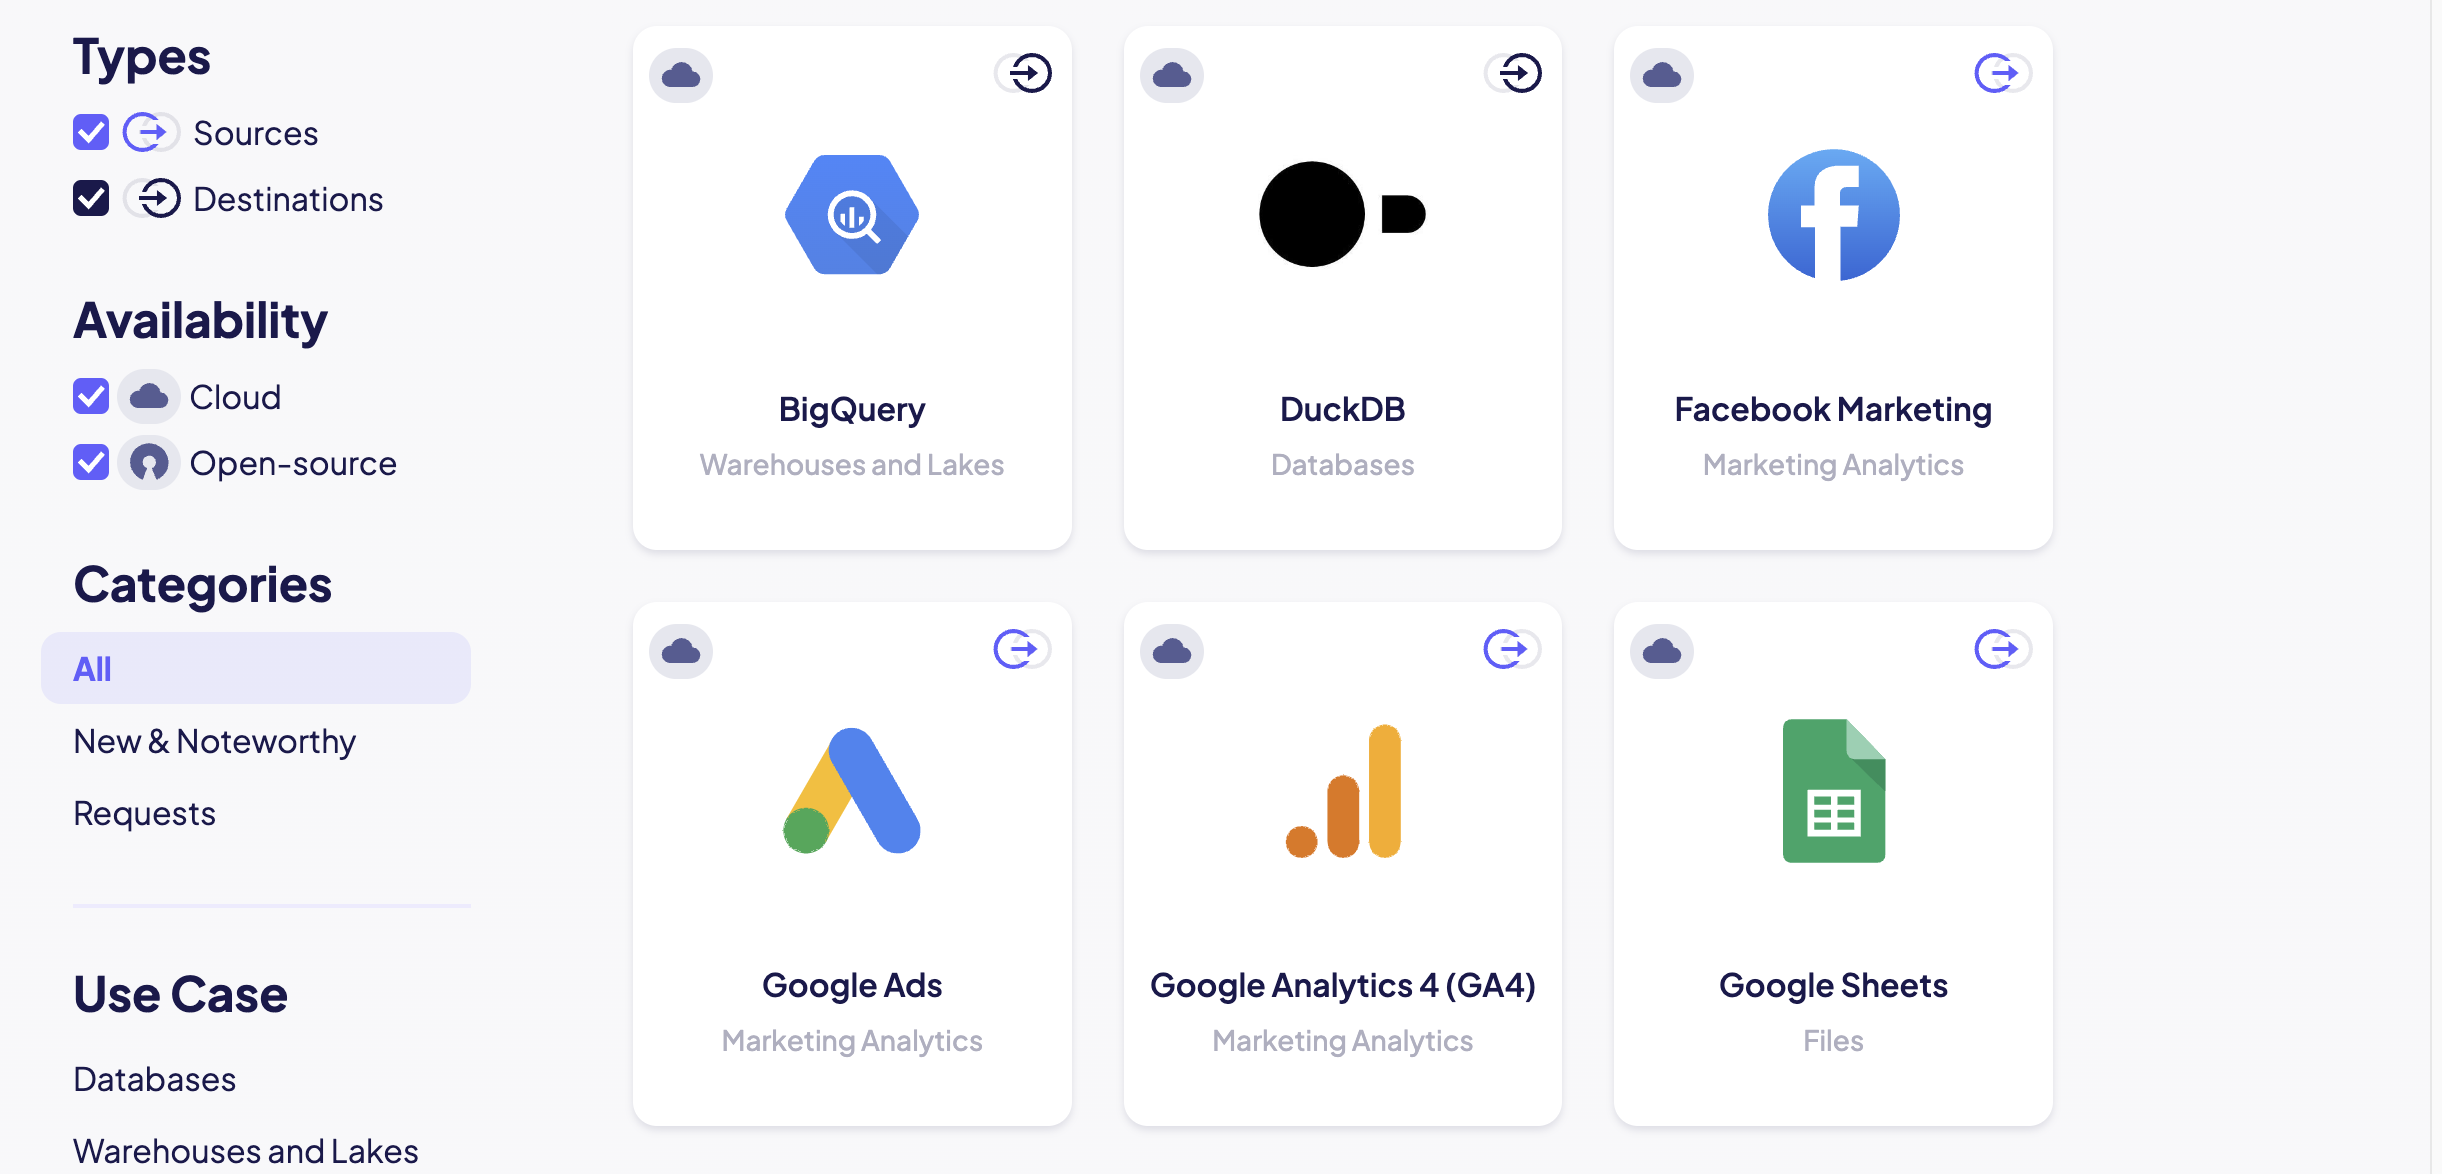 Types
Sources
Destinations
Availability
Cloud
Open-source
Categories
All
New & Noteworthy
Requests
Use Case
Databases
Warehouses and Lakes
BigQuery
Warehouses and Lakes
DuckDB
Databases
Facebook Marketing
Marketing Analytics
Google Ads
Marketing Analytics
Google Analytics 4 (GA4)
Marketing Analytics
Google Sheets
Files